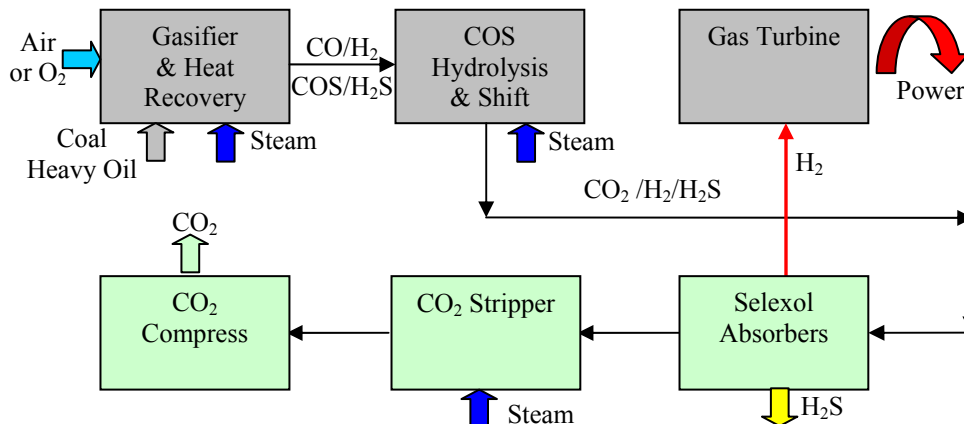 Air
or O₂
Gasifier
& Heat
Recovery
CO/H₂
COS/H₂S
COS
Hydrolysis
& Shift
Gas Turbine
Power
Coal
Heavy Oil
Steam
Steam
H₂
CO₂ /H₂/H₂S
CO₂
CO₂
Compress
CO₂ Stripper
Selexol
Absorbers
Steam
H₂S